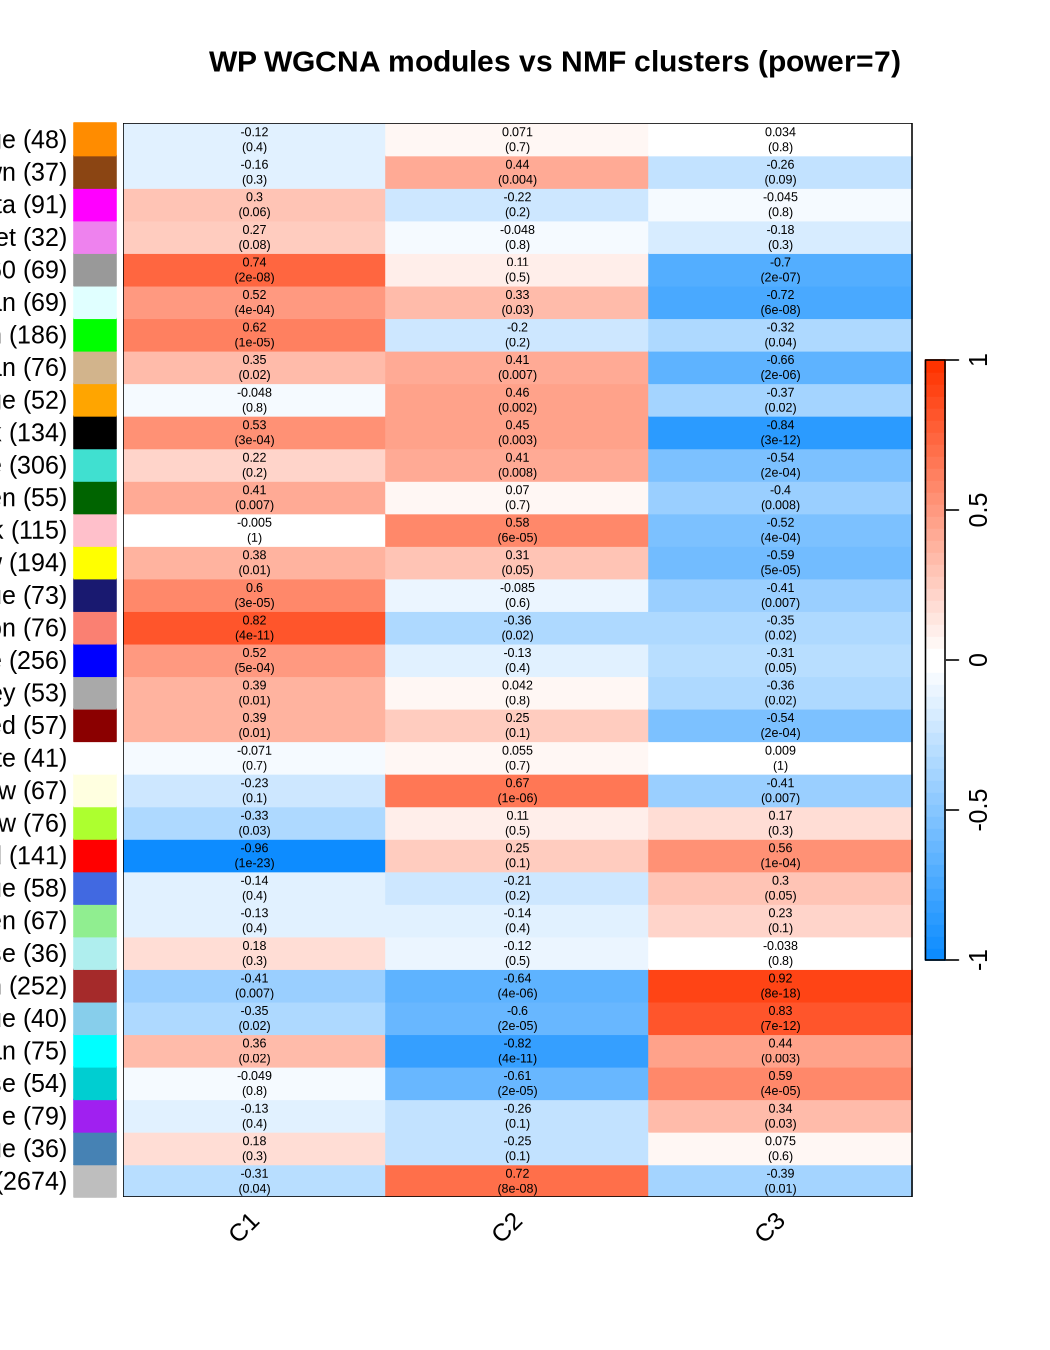 WP WGCNA modules vs NMF clusters (power=7)
e (48) -0.12 0.071 0.034
(0.4) (0.7) (0.8)
n (37) -0.16 0.44 -0.26
(0.3) (0.004) (0.09)
ta (91) 0.3 -0.22 -0.045
(0.06) (0.2) (0.8)
et (32) 0.27 -0.048 -0.18
(0.08) (0.8) (0.3)
0 (69) 0.74 0.11 -0.7
(2e-08) (0.5) (2e-07)
an (69) 0.52 0.33 -0.72
(4e-04) (0.03) (6e-08)
(186) 0.62 -0.2 -0.32
(1e-05) (0.2) (0.04)
n (76) 0.35 0.41 -0.66
(0.02) (0.007) (2e-06)
e (52) -0.048 0.46 -0.37
(0.8) (0.002) (0.02)
(134) 0.53 0.45 -0.84
(3e-04) (0.003) (3e-12)
(306) 0.22 0.41 -0.54
(0.2) (0.008) (2e-04)
en (55) 0.41 0.07 -0.4
(0.007) (0.7) (0.008)
(115) -0.005 0.58 -0.52
(1) (6e-05) (4e-04)
(194) 0.38 0.31 -0.59
(0.01) (0.05) (5e-05)
e (73) 0.6 -0.085 -0.41
(3e-05) (0.6) (0.007)
on (76) 0.82 -0.36 -0.35
(4e-11) (0.02) (0.02)
(256) 0.52 -0.13 -0.31
(5e-04) (0.4) (0.05)
ey (53) 0.39 0.042 -0.36
(0.01) (0.8) (0.02)
ed (57) 0.39 0.25 -0.54
(0.01) (0.1) (2e-04)
te (41) -0.071 0.055 0.009
(0.7) (0.7) (1)
w (67) -0.23 0.67 -0.41
(0.1) (1e-06) (0.007)
w (76) -0.33 0.11 0.17
(0.03) (0.5) (0.3)
(141) -0.96 0.25 0.56
(1e-23) (0.1) (1e-04)
e (58) -0.14 -0.21 0.3
(0.4) (0.2) (0.05)
en (67) -0.13 -0.14 0.23
(0.4) (0.4) (0.1)
se (36) 0.18 -0.12 -0.038
(0.3) (0.5) (0.8)
(252) -0.41 -0.64 0.92
(0.007) (4e-06) (8e-18)
e (40) -0.35 -0.6 0.83
(0.02) (2e-05) (7e-12)
n (75) 0.36 -0.82 0.44
(0.02) (4e-11) (0.003)
se (54) -0.049 -0.61 0.59
(0.8) (2e-05) (4e-05)
e (79) -0.13 -0.26 0.34
(0.4) (0.1) (0.03)
e (36) 0.18 -0.25 0.075
(0.3) (0.1) (0.6)
(2674) -0.31 0.72 -0.39
(0.04) (8e-08) (0.01)
C1 C2 C3
1
0.5
0
-0.5
-1